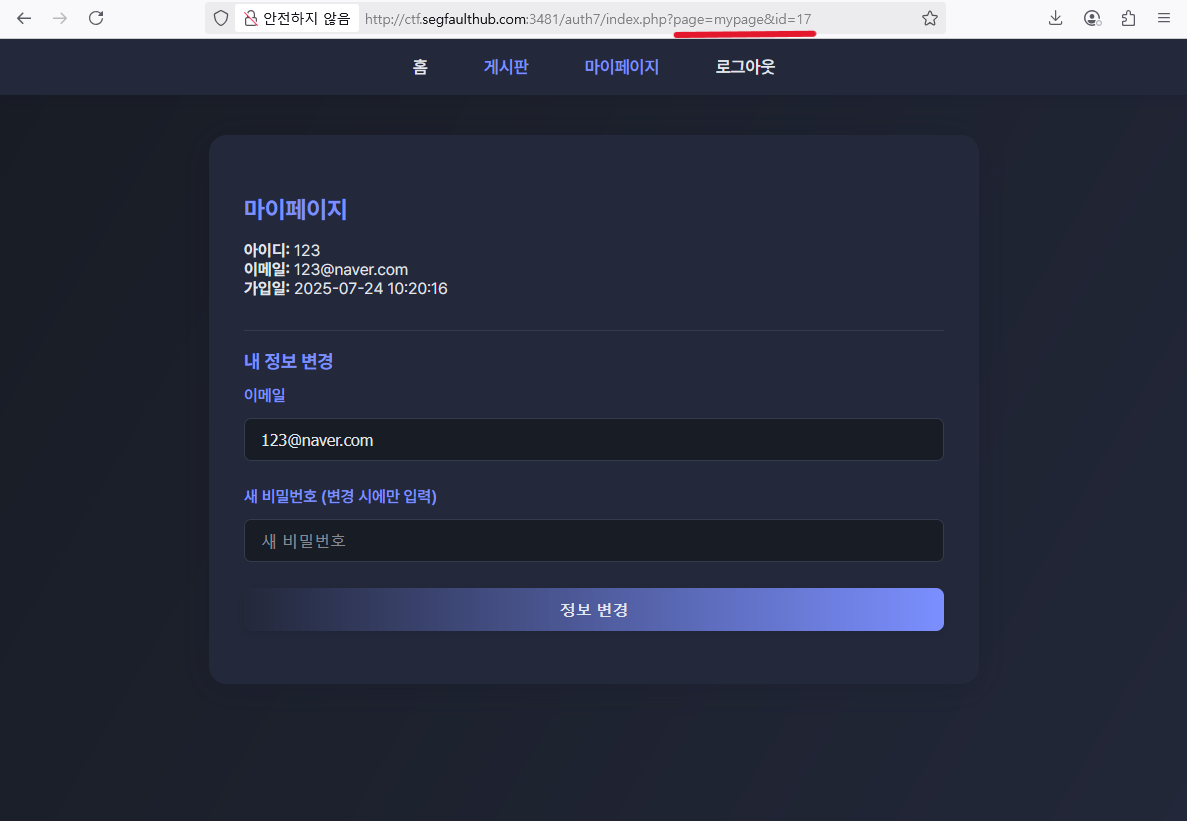 안전하지 않음 http://ctf.segfaulthub.com:3481/auth7/index.php?page=mypage&id=17
홈 게시판 마이페이지 로그아웃
마이페이지
아이디: 123
이메일: 123@naver.com
가입일: 2025-07-24 10:20:16
내 정보 변경
이메일
123@naver.com
새 비밀번호 (변경 시에만 입력)
새 비밀번호
정보 변경